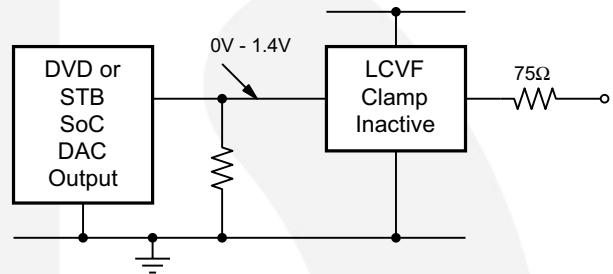 DVD or
STB
SoC
DAC
Output
0V - 1.4V
LCVF
Clamp
Inactive
75Ω